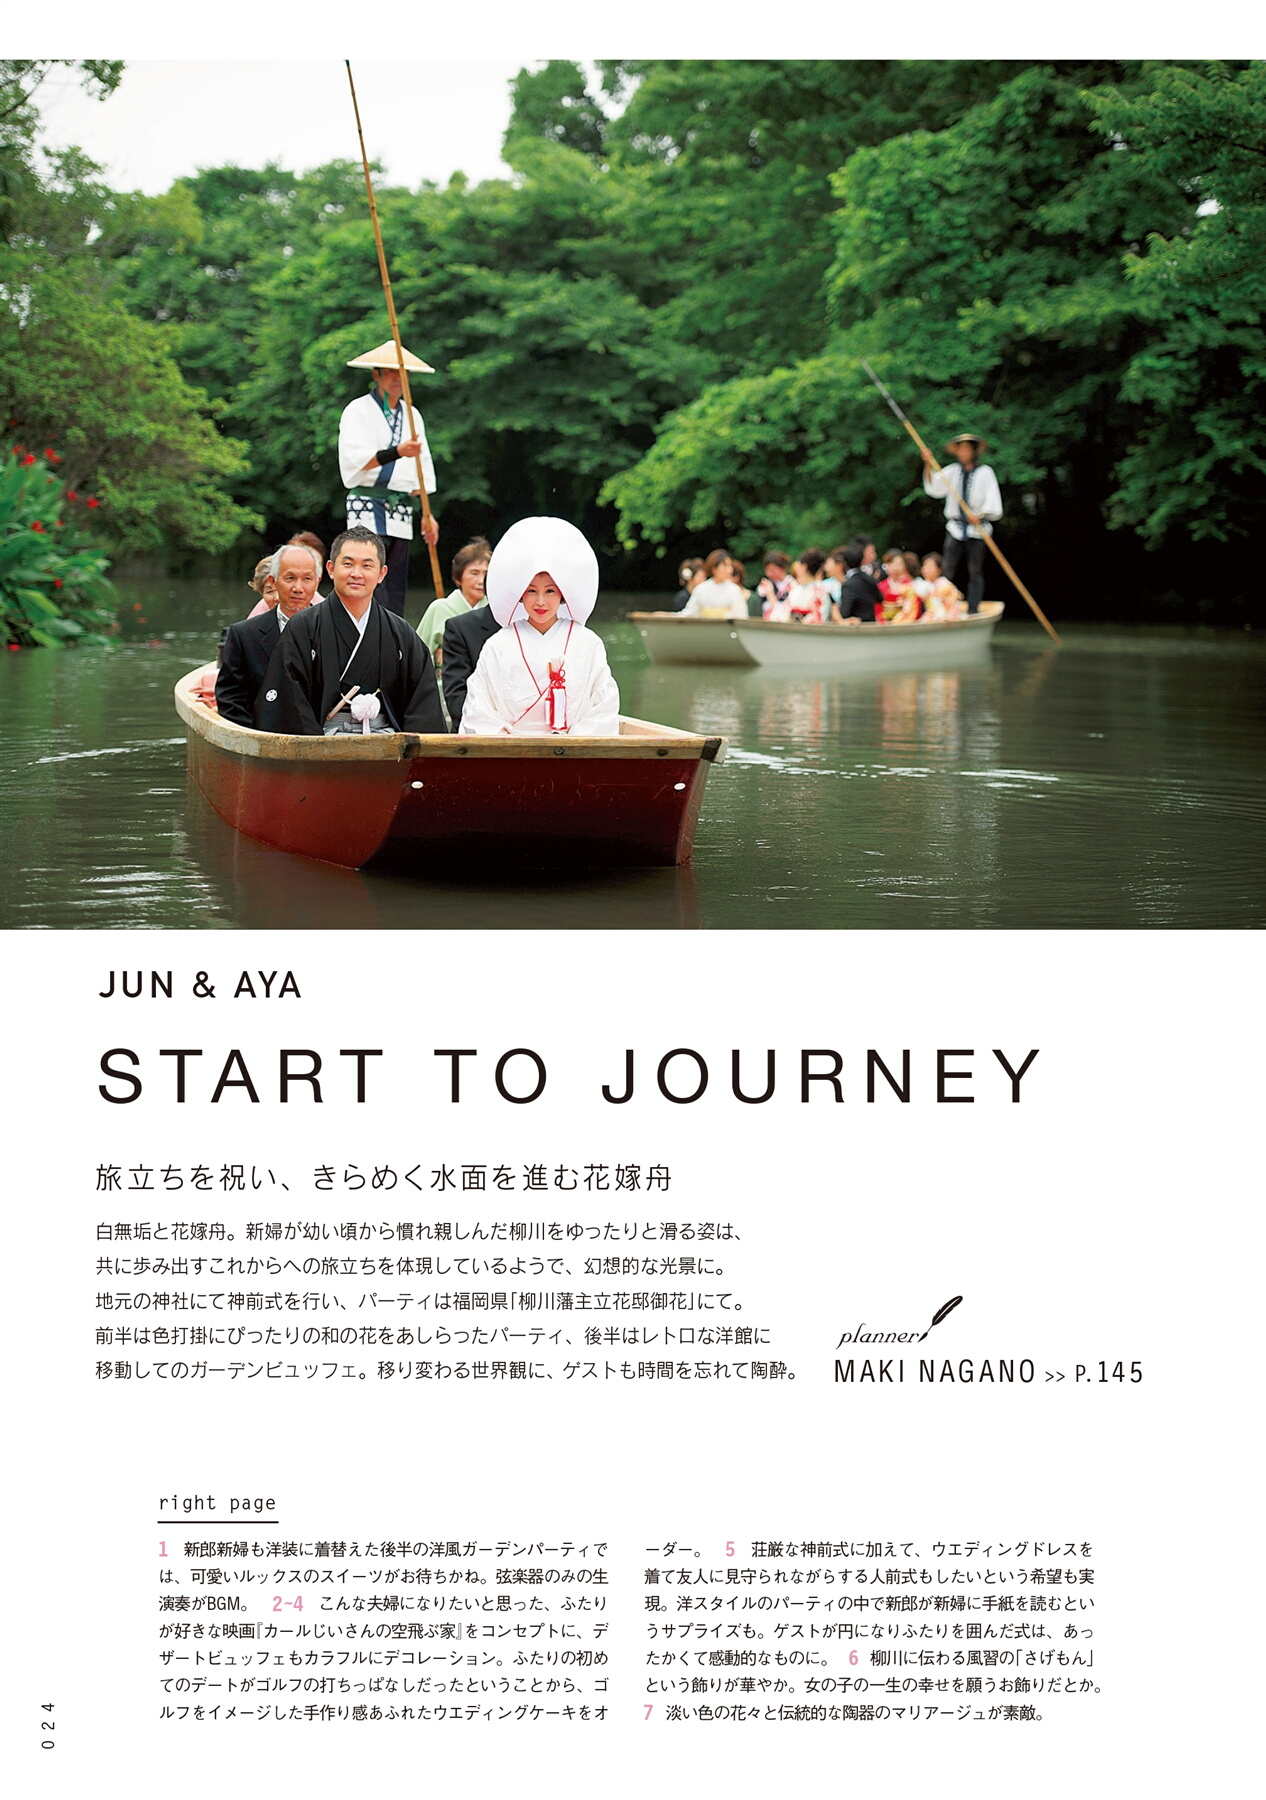 JUN & AYA
START TO JOURNEY
旅立ちを祝い、きらめく水面を進む花嫁舟
白無垢と花嫁舟。新婦が幼い頃から慣れ親しんだ柳川をゆったりと滑る姿は、
共に歩み出すこれからへの旅立ちを体現しているようで、幻想的な光景に。
地元の神社にて神前式を行い、パーティは福岡県「柳川藩主立花邸御花」にて。
前半は色打掛にぴったりの和の花をあしらったパーティ、後半はレトロな洋館に
移動してのガーデンビュッフェ。移り変わる世界観に、ゲストも時間を忘れて陶酔。
planner
MAKI NAGANO >> P.145
right page
1 新郎新婦も洋装に着替えた後半の洋風ガーデンパーティで
は、可愛いルックスのスイーツがお待ちかね。弦楽器のみの生
演奏がBGM。 2-4 こんな夫婦になりたいと思った、ふたり
が好きな映画『カールじいさんの空飛ぶ家』をコンセプトに、デ
ザートビュッフェもカラフルにデコレーション。ふたりの初め
てのデートがゴルフの打ちっぱなしだったということから、ゴ
ルフをイメージした手作り感あふれたウエディングケーキをオ
ーダー。 5 荘厳な神前式に加えて、ウエディングドレスを
着て友人に見守られながらする人前式もしたいという希望も実
現。洋スタイルのパーティの中で新郎が新婦に手紙を読むとい
うサプライズも。ゲストが円になりふたりを囲んだ式は、あっ
たかくて感動的なものに。 6 柳川に伝わる風習の「さげもん」
という飾りが華やか。女の子の一生の幸せを願うお飾りだとか。
7 淡い色の花々と伝統的な陶器のマリアージュが素敵。
024